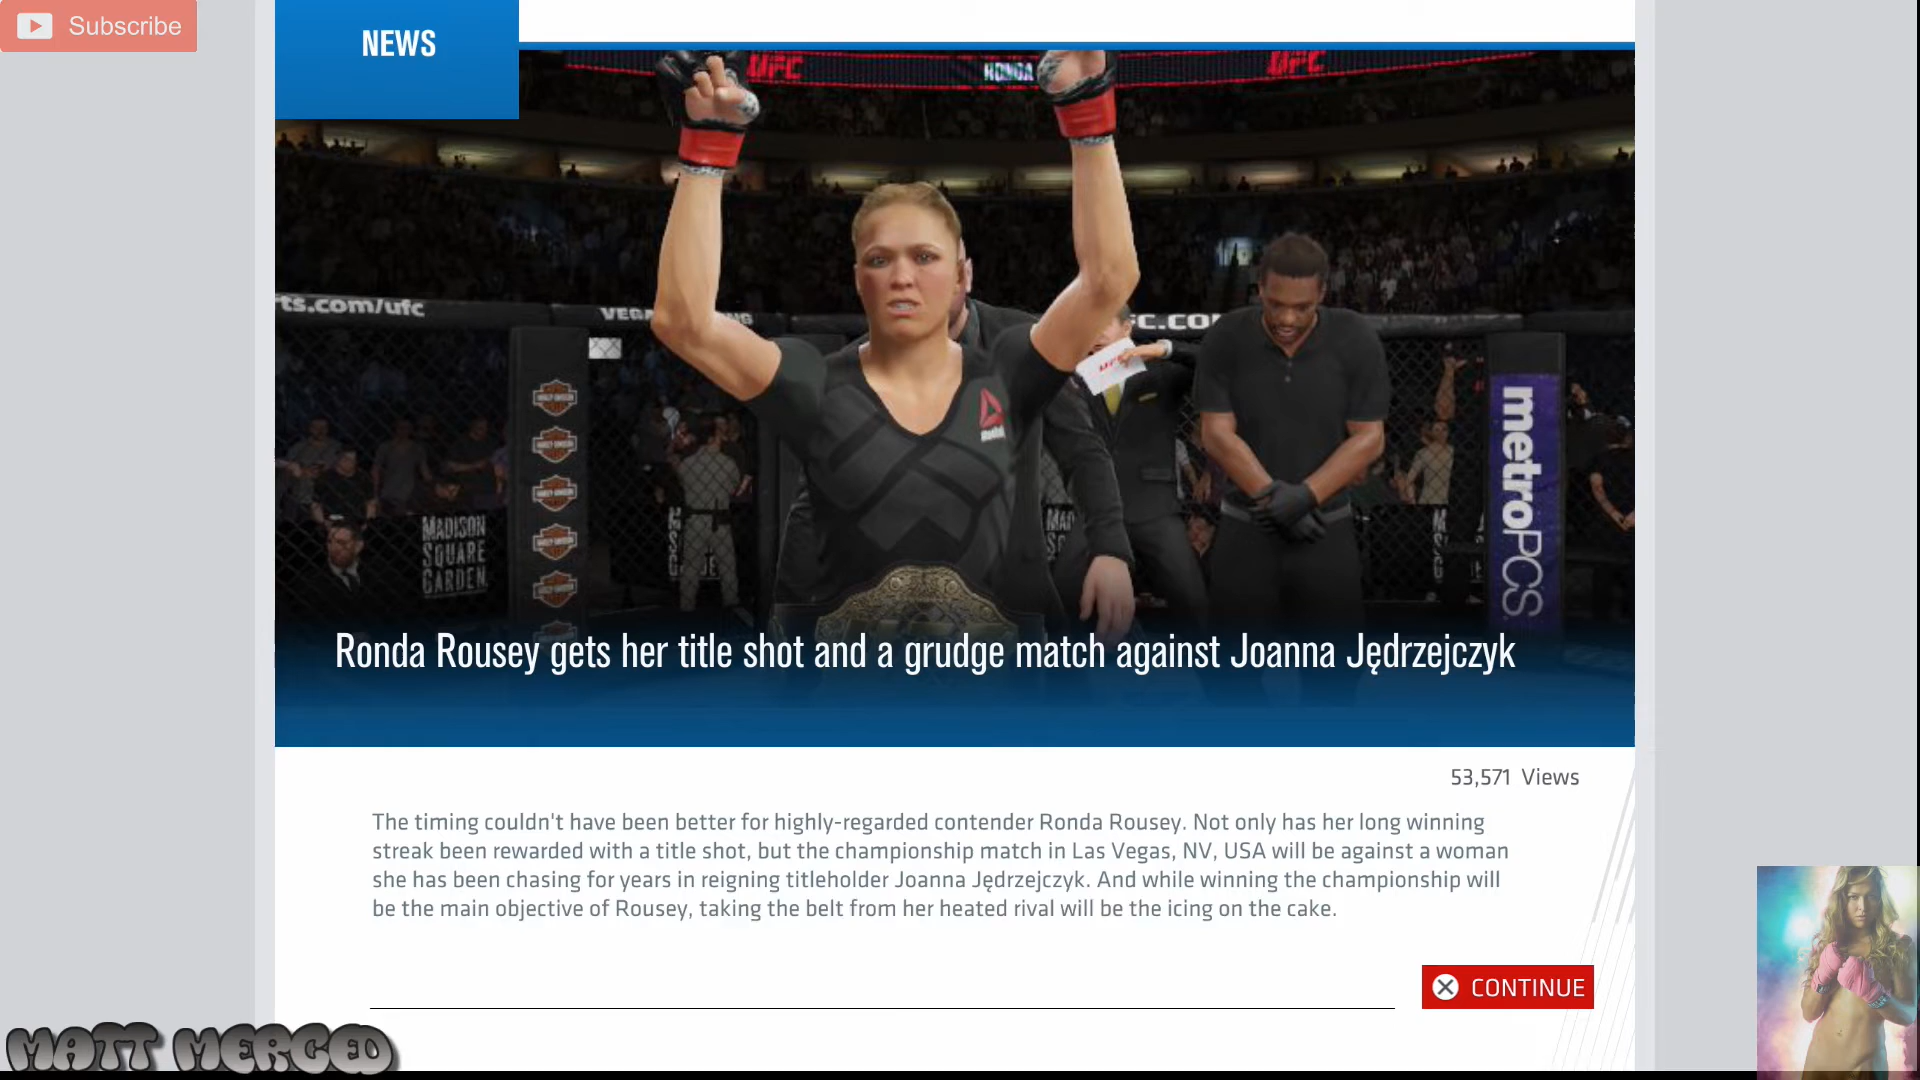 Subscribe
NEWS
UFC
RONDA
UFC
ts.com/ufc
FC.CO
UFC
MADISON
SQUARE
GARDEN
metroPCS
Ronda Rousey gets her title shot and a grudge match against Joanna Jędrzejczyk
53,571 Views
The timing couldn't have been better for highly-regarded contender Ronda Rousey. Not only has her long winning
streak been rewarded with a title shot, but the championship match in Las Vegas, NV, USA will be against a woman
she has been chasing for years in reigning titleholder Joanna Jędrzejczyk. And while winning the championship will
be the main objective of Rousey, taking the belt from her heated rival will be the icing on the cake.
CONTINUE
MATT MERCED